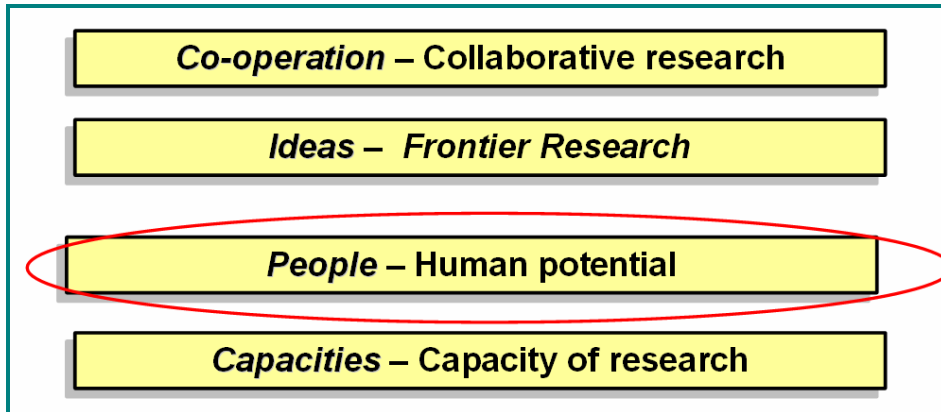 Co-operation – Collaborative research
Ideas – Frontier Research
People – Human potential
Capacities – Capacity of research